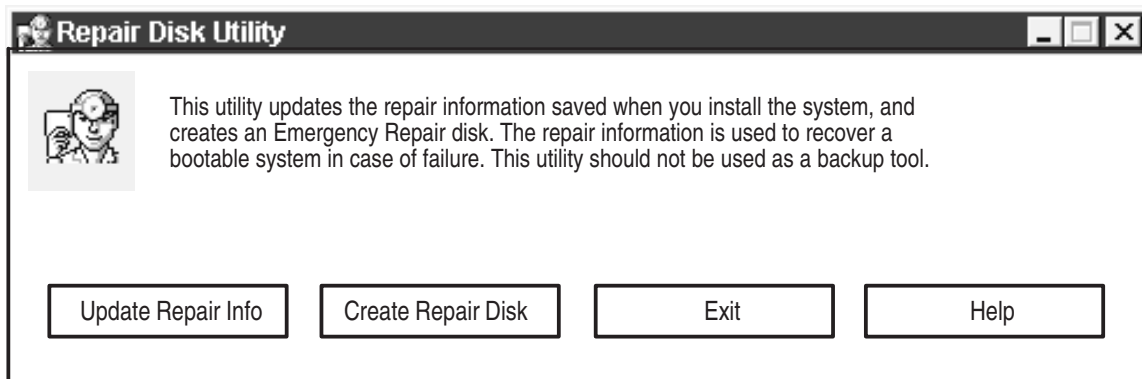 Repair Disk Utility
This utility updates the repair information saved when you install the system, and
creates an Emergency Repair disk. The repair information is used to recover a
bootable system in case of failure. This utility should not be used as a backup tool.
Update Repair Info
Create Repair Disk
Exit
Help